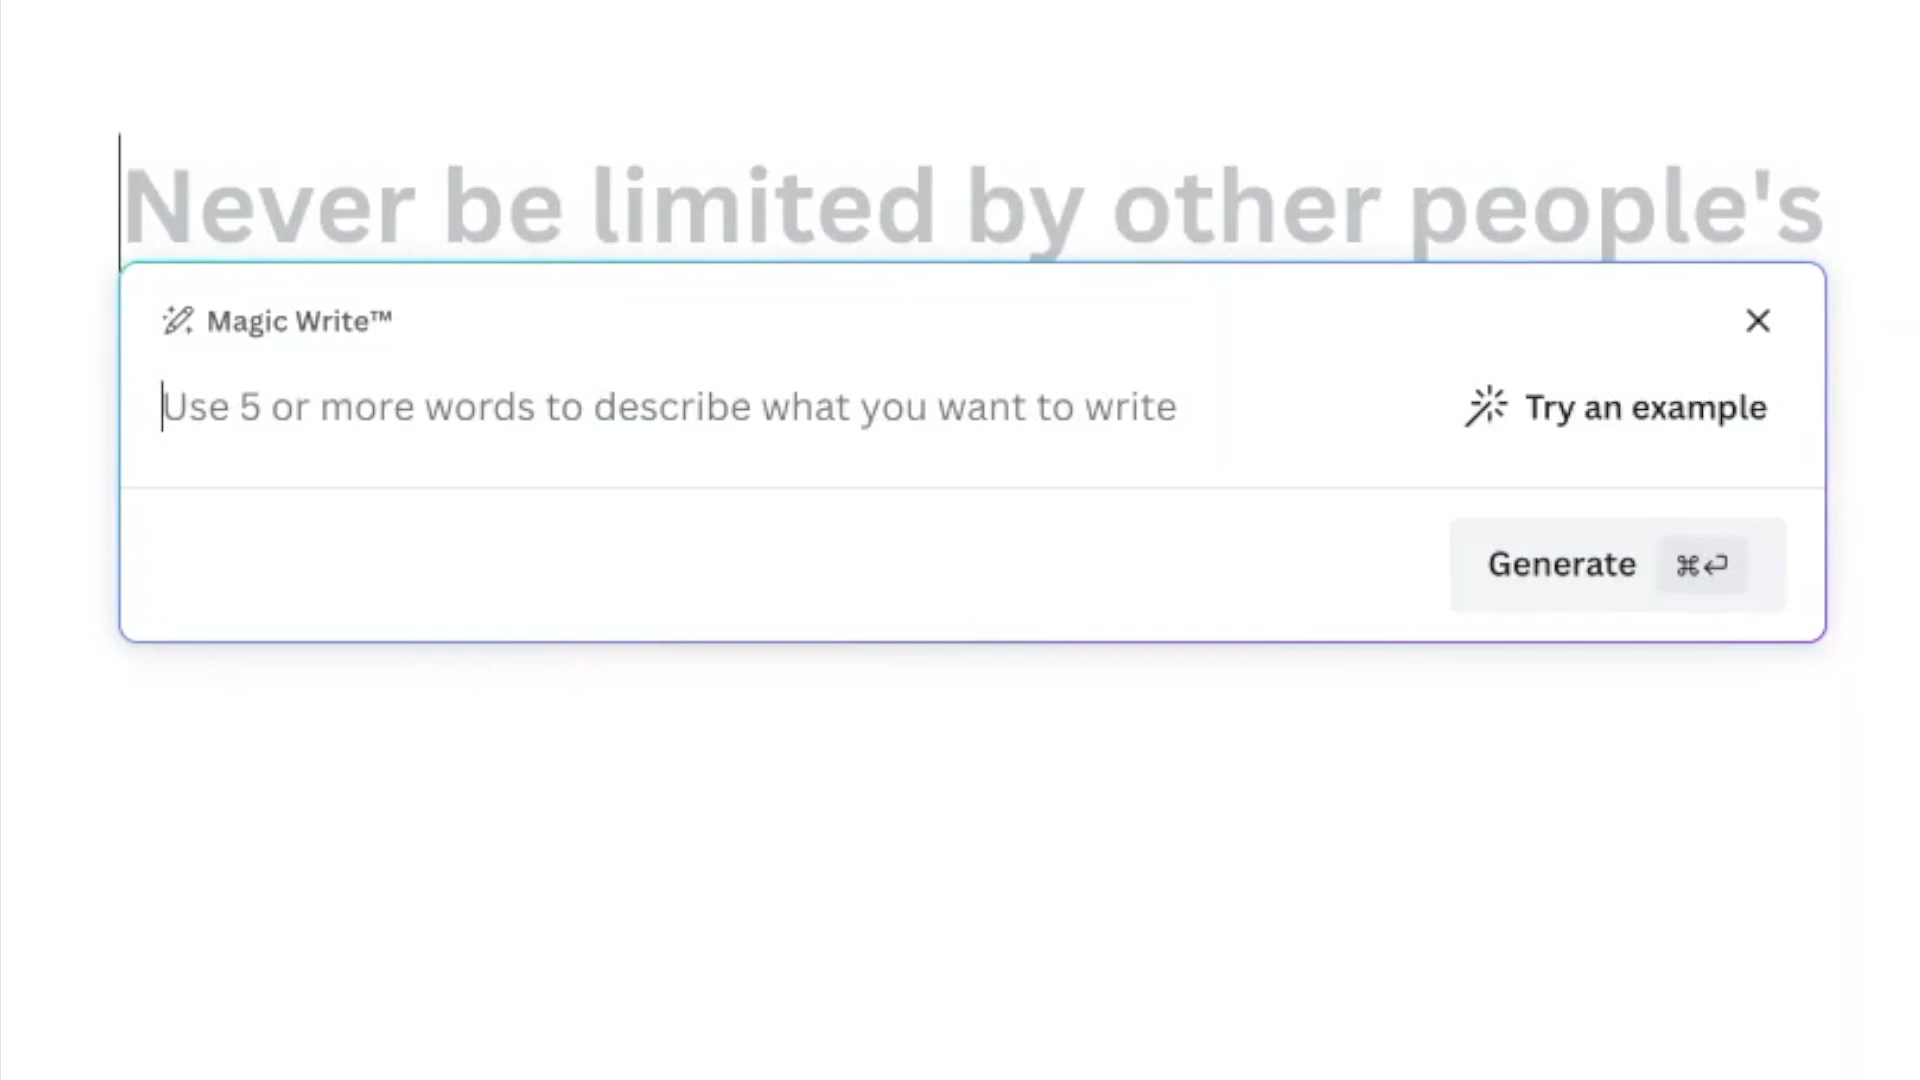 Never be limited by other people's
Magic Write™
Use 5 or more words to describe what you want to write
Try an example
Generate ⌘↵